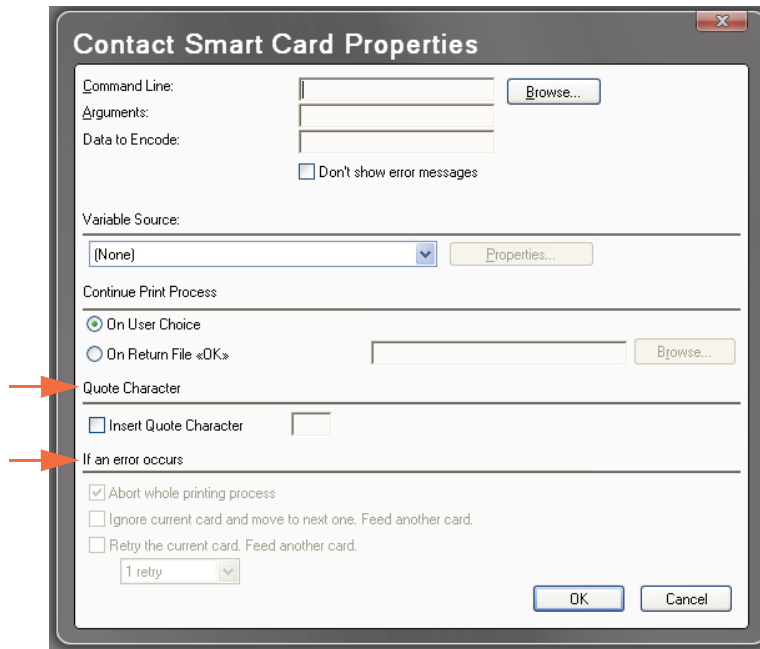 Contact Smart Card Properties
Command Line:
Browse...
Arguments:
Data to Encode:
Don't show error messages
Variable Source:
(None)
Properties...
Continue Print Process
On User Choice
On Return File «OK»
Browse...
Quote Character
Insert Quote Character
If an error occurs
Abort whole printing process
Ignore current card and move to next one. Feed another card.
Retry the current card. Feed another card.
1 retry
OK
Cancel